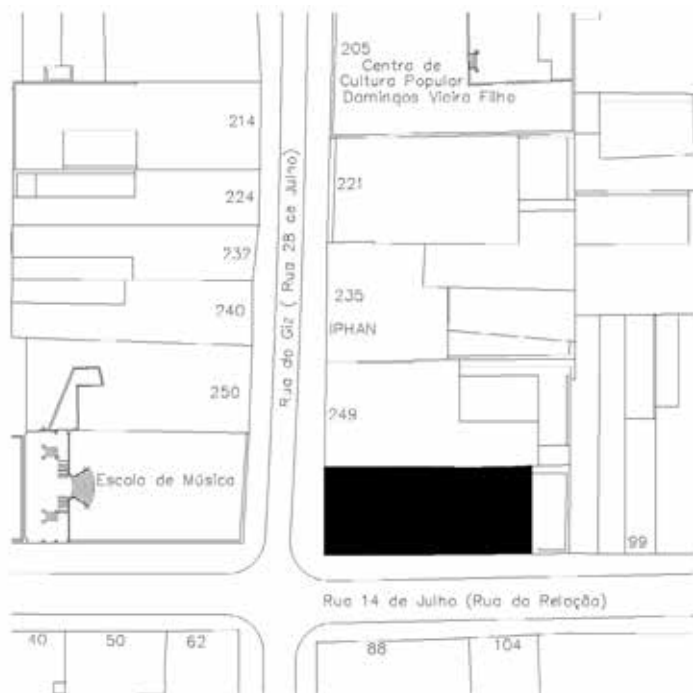 205
Centro de
Cultura Popular
Domingos Vieira Filho
214
221
224
Rua do Giz ( Rua 28 de Julho)
232
235
IPHAN
240
250
249
Escola de Música
99
Rua 14 de Julho (Rua da Relação)
40
50
62
88
104